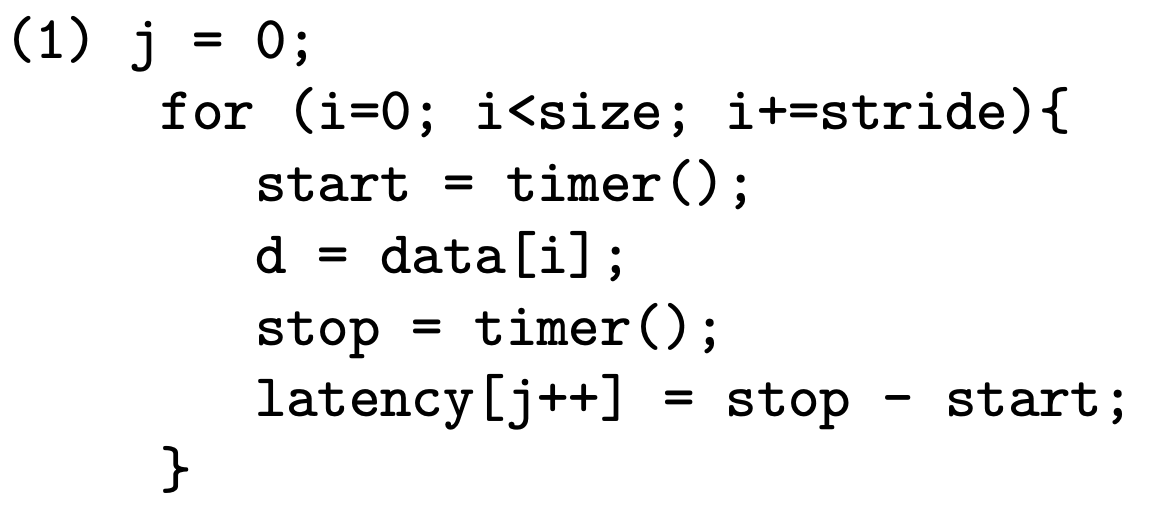 (1) j = 0;
for (i=0; i<size; i+=stride){
start = timer();
d = data[i];
stop = timer();
latency[j++] = stop - start;
}